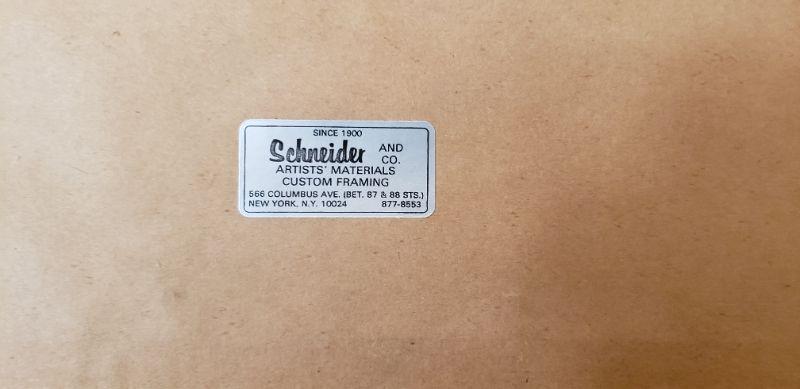 SINCE 1900
Schneider AND CO.
ARTISTS' MATERIALS
CUSTOM FRAMING
566 COLUMBUS AVE. (BET. 87 & 88 STS.)
NEW YORK, N.Y. 10024 877-8553